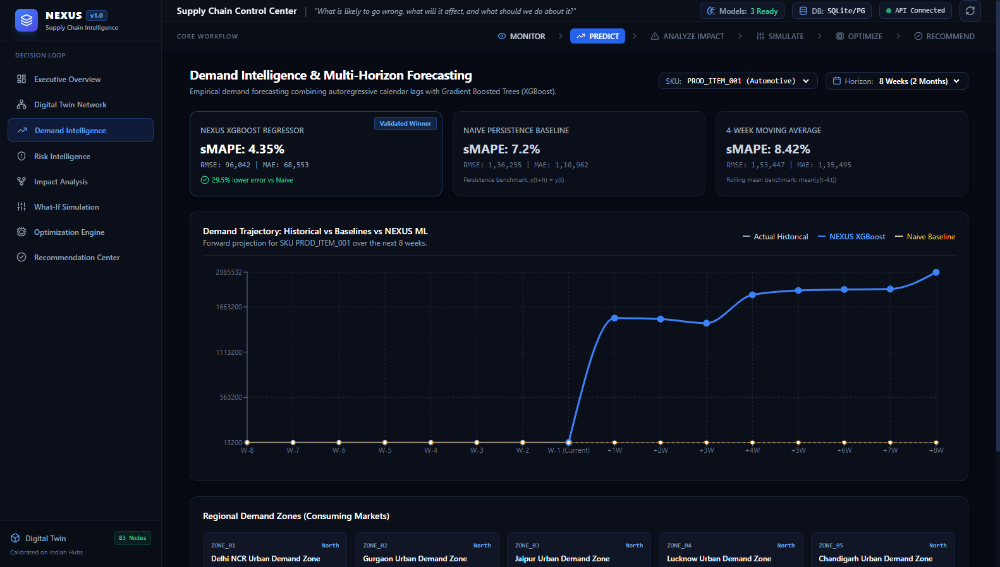 NEXUS v1.0
Supply Chain Intelligence
DECISION LOOP
Executive Overview
Digital Twin Network
Demand Intelligence
Risk Intelligence
Impact Analysis
What-If Simulation
Optimization Engine
Recommendation Center
Digital Twin 83 Nodes
Calibrated on Indian Hubs
Supply Chain Control Center | "What is likely to go wrong, what will it affect, and what should we do about it?"
Models: 3 Ready
DB: SQLite/PG
API Connected
CORE WORKFLOW
MONITOR > PREDICT > ANALYZE IMPACT > SIMULATE > OPTIMIZE > RECOMMEND
Demand Intelligence & Multi-Horizon Forecasting
Empirical demand forecasting combining autoregressive calendar lags with Gradient Boosted Trees (XGBoost).
SKU: PROD_ITEM_001 (Automotive)
Horizon: 8 Weeks (2 Months)
Validated Winner
NEXUS XGBOOST REGRESSOR
sMAPE: 4.35%
RMSE: 96,042 | MAE: 68,553
29.5% lower error vs Naive
NAIVE PERSISTENCE BASELINE
sMAPE: 7.2%
RMSE: 1,36,255 | MAE: 1,10,962
Persistence benchmark: y(t+h) = y(t)
4-WEEK MOVING AVERAGE
sMAPE: 8.42%
RMSE: 1,53,447 | MAE: 1,35,495
Rolling mean benchmark: mean(y[t-4:t])
Demand Trajectory: Historical vs Baselines vs NEXUS ML
Forward projection for SKU PROD_ITEM_001 over the next 8 weeks.
Actual Historical NEXUS XGBoost Naive Baseline
2085532
1663200
1113200
563200
13200
W-8 W-7 W-6 W-5 W-4 W-3 W-2 W-1 (Current) +1W +2W +3W +4W +5W +6W +7W +8W
Regional Demand Zones (Consuming Markets)
ZONE_01 North
Delhi NCR Urban Demand Zone
ZONE_02 North
Gurgaon Urban Demand Zone
ZONE_03 North
Jaipur Urban Demand Zone
ZONE_04 North
Lucknow Urban Demand Zone
ZONE_05 North
Chandigarh Urban Demand Zone